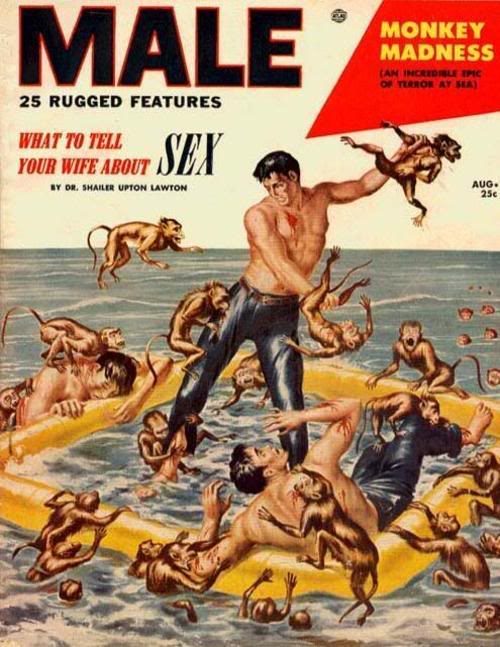 MALE
ATLAS
25 RUGGED FEATURES
MONKEY
MADNESS
(AN INCREDIBLE EPIC
OF TERROR AT SEA)
WHAT TO TELL
YOUR WIFE ABOUT SEX
BY DR. SHAILER UPTON LAWTON
AUG.
25c